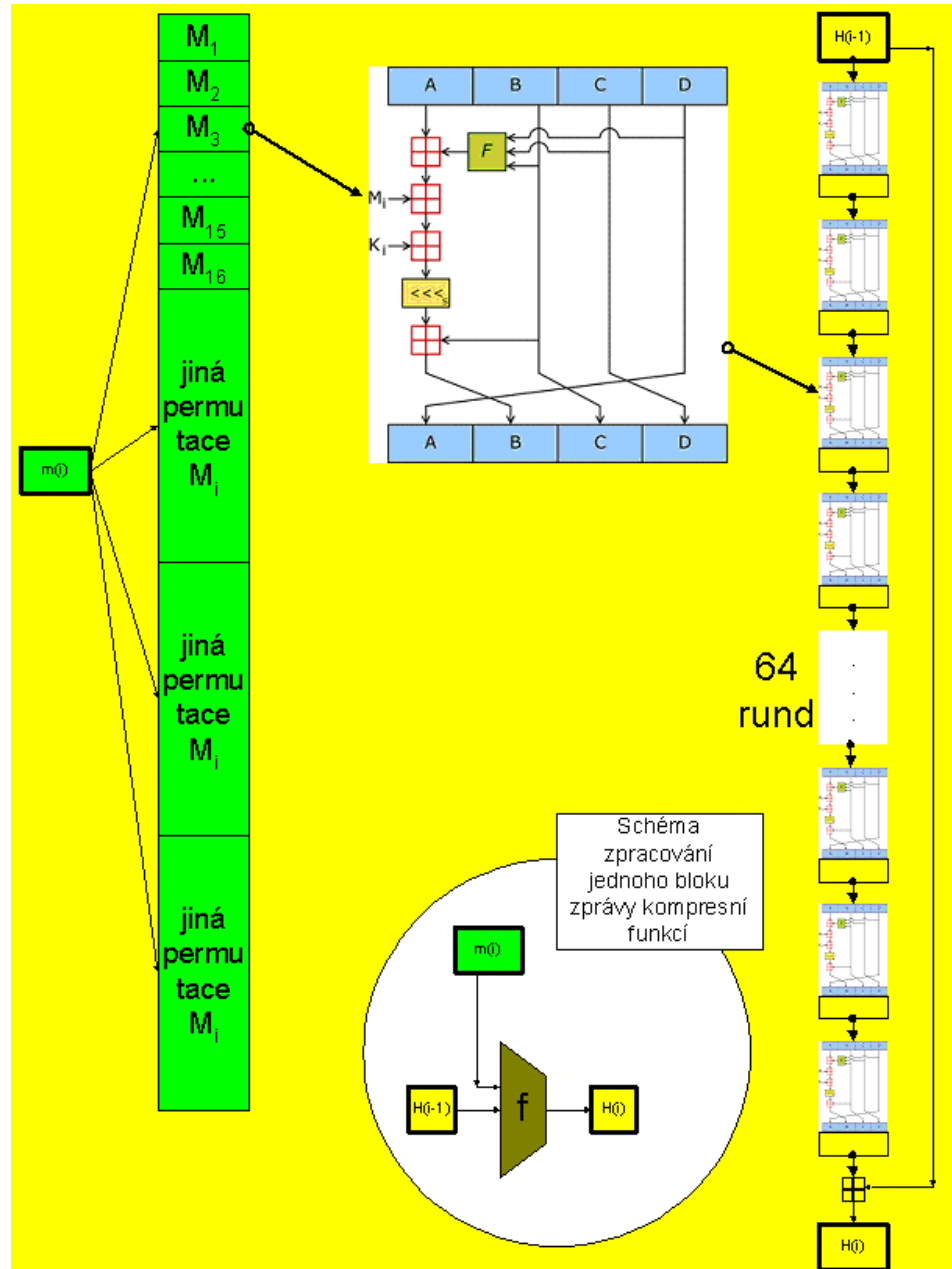 M1
M2
M3
...
M15
M16
jiná
permu
tace
Mi
jiná
permu
tace
Mi
jiná
permu
tace
Mi
m(i)
A B C D
F
Mi
Ki
<<<s
A B C D
H(i-1)
64
rund
H(i)
Schéma
zpracování
jednoho bloku
zprávy kompresní
funkcí
m(i)
H(i-1)
f
H(i)